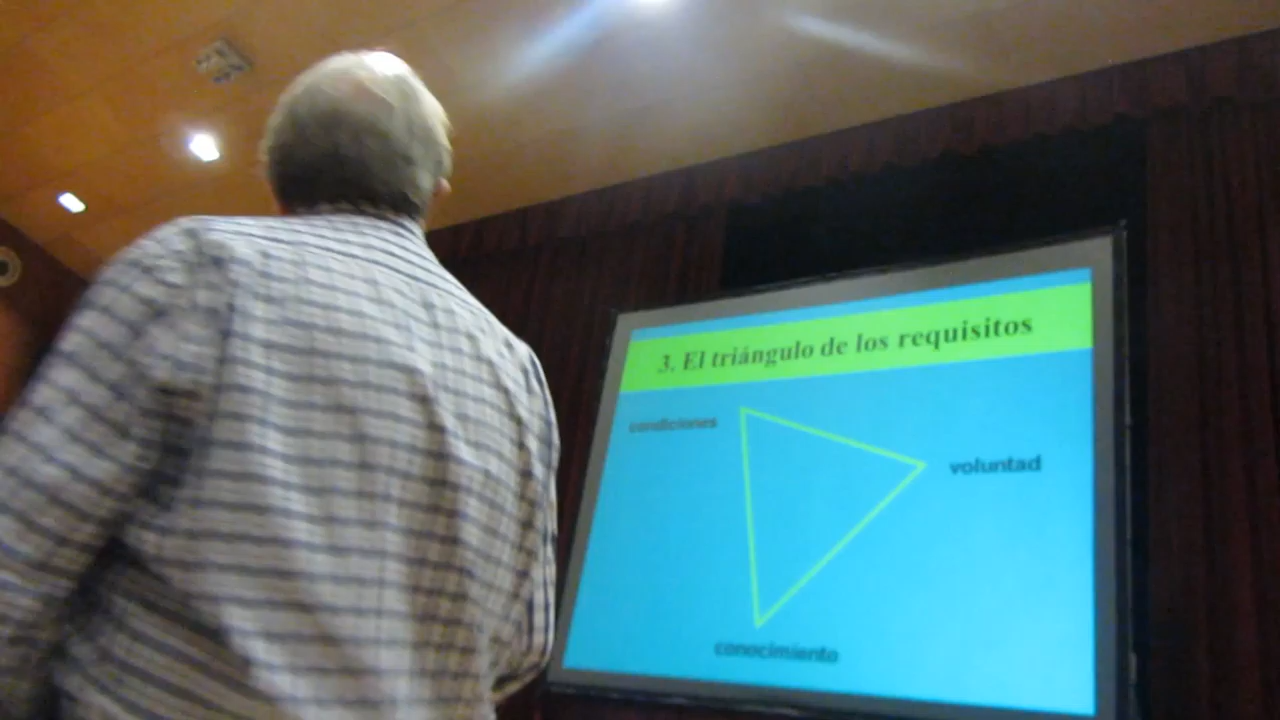 3. El triángulo de los requisitos
condiciones
voluntad
conocimiento